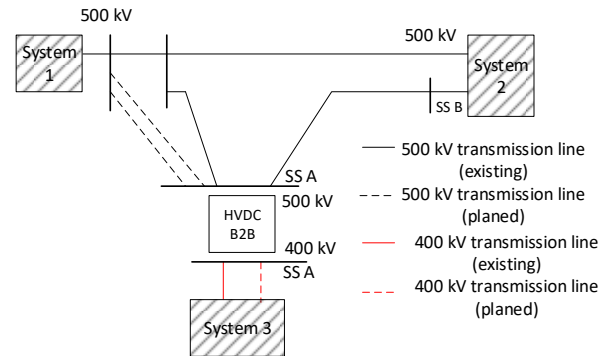 500 kV
System
1
500 kV
System
2
SS B
SS A
500 kV
HVDC
B2B
400 kV
SS A
System 3
500 kV transmission line
(existing)
500 kV transmission line
(planed)
400 kV transmission line
(existing)
400 kV transmission line
(planed)